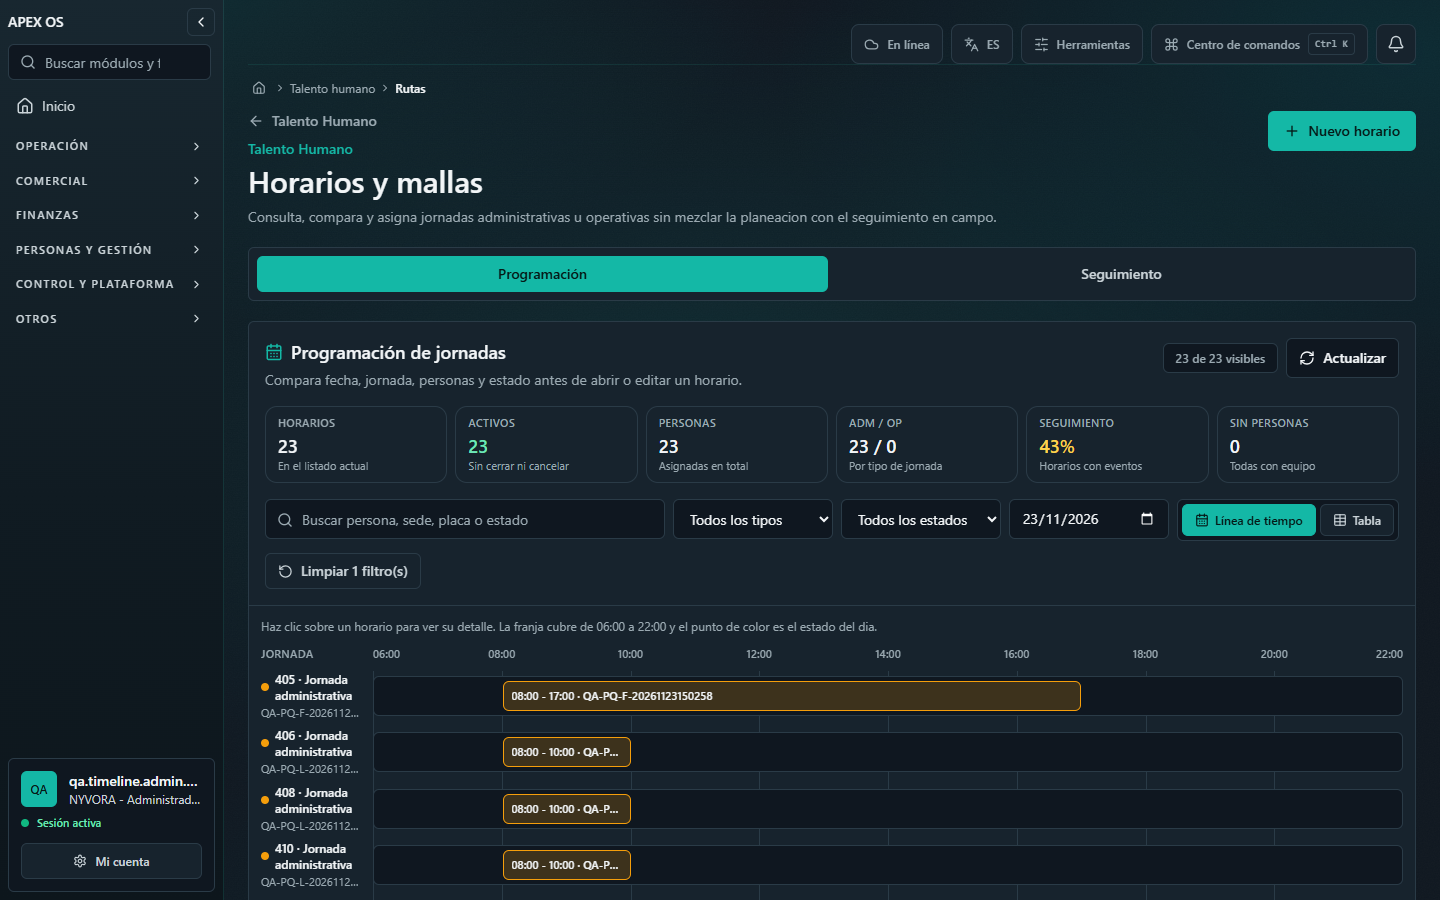 APEX OS
Buscar módulos y f
Inicio
OPERACIÓN
COMERCIAL
FINANZAS
PERSONAS Y GESTIÓN
CONTROL Y PLATAFORMA
OTROS
QA
qa.timeline.admin....
NYVORA - Administrad...
Sesión activa
Mi cuenta
En línea
ES
Herramientas
Centro de comandos Ctrl K
Talento humano > Rutas
Talento Humano
Talento Humano
Horarios y mallas
Consulta, compara y asigna jornadas administrativas u operativas sin mezclar la planeacion con el seguimiento en campo.
+ Nuevo horario
Programación
Seguimiento
Programación de jornadas
Compara fecha, jornada, personas y estado antes de abrir o editar un horario.
23 de 23 visibles
Actualizar
HORARIOS
23
En el listado actual
ACTIVOS
23
Sin cerrar ni cancelar
PERSONAS
23
Asignadas en total
ADM / OP
23 / 0
Por tipo de jornada
SEGUIMIENTO
43%
Horarios con eventos
SIN PERSONAS
0
Todas con equipo
Buscar persona, sede, placa o estado
Todos los tipos
Todos los estados
23/11/2026
Línea de tiempo
Tabla
Limpiar 1 filtro(s)
Haz clic sobre un horario para ver su detalle. La franja cubre de 06:00 a 22:00 y el punto de color es el estado del dia.
JORNADA 06:00 08:00 10:00 12:00 14:00 16:00 18:00 20:00 22:00
405 · Jornada
administrativa
QA-PQ-F-2026112...
08:00 - 17:00 · QA-PQ-F-20261123150258
406 · Jornada
administrativa
QA-PQ-L-2026112...
08:00 - 10:00 · QA-P...
408 · Jornada
administrativa
QA-PQ-L-2026112...
08:00 - 10:00 · QA-P...
410 · Jornada
administrativa
QA-PQ-L-2026112...
08:00 - 10:00 · QA-P...